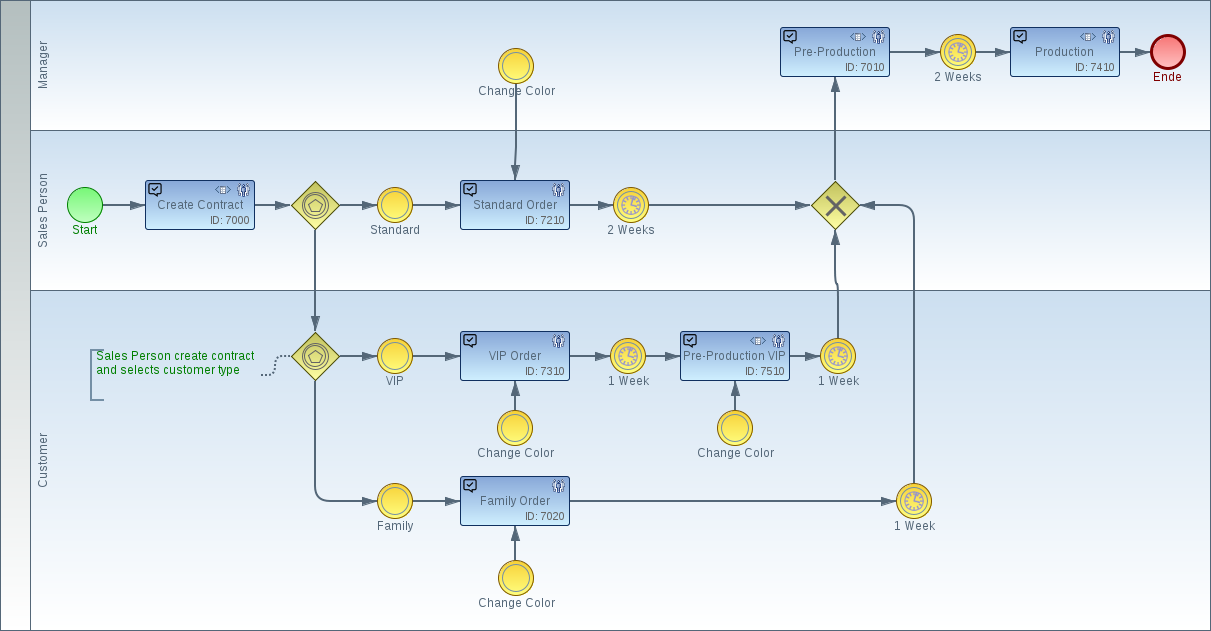 Manager
Change Color
Pre-Production
ID: 7010
2 Weeks
Production
ID: 7410
Ende
Sales Person
Start
Create Contract
ID: 7000
Standard
Standard Order
ID: 7210
2 Weeks
Customer
Sales Person create contract
and selects customer type
VIP
VIP Order
ID: 7310
1 Week
Pre-Production VIP
ID: 7510
1 Week
Change Color
Change Color
Family
Family Order
ID: 7020
1 Week
Change Color